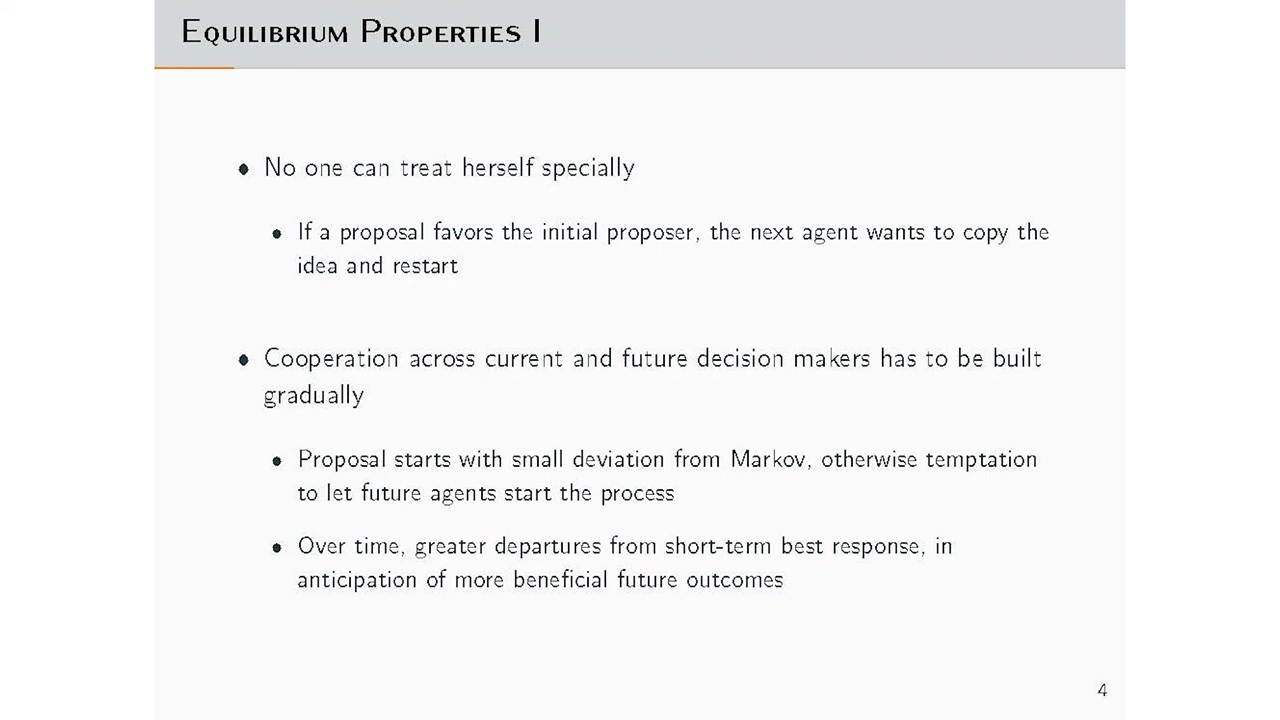 Equilibrium Properties I
• No one can treat herself specially
• If a proposal favors the initial proposer, the next agent wants to copy the
idea and restart
• Cooperation across current and future decision makers has to be built
gradually
• Proposal starts with small deviation from Markov, otherwise temptation
to let future agents start the process
• Over time, greater departures from short-term best response, in
anticipation of more beneficial future outcomes
4